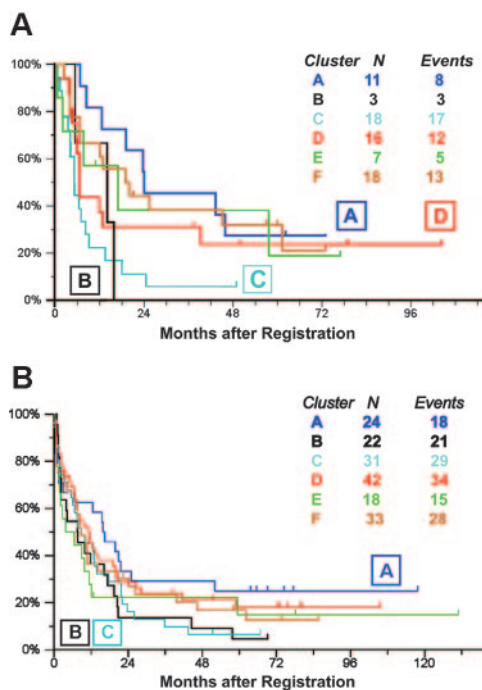 A
Cluster N Events
A 11 8
B 3 3
C 18 17
D 16 12
E 7 5
F 18 13
100%
80%
60%
40%
20%
0%
A
D
B
C
0 24 48 72 96
Months after Registration
B
Cluster N Events
A 24 18
B 22 21
C 31 29
D 42 34
E 18 15
F 33 28
100%
80%
60%
40%
20%
0%
A
B C
0 24 48 72 96 120
Months after Registration